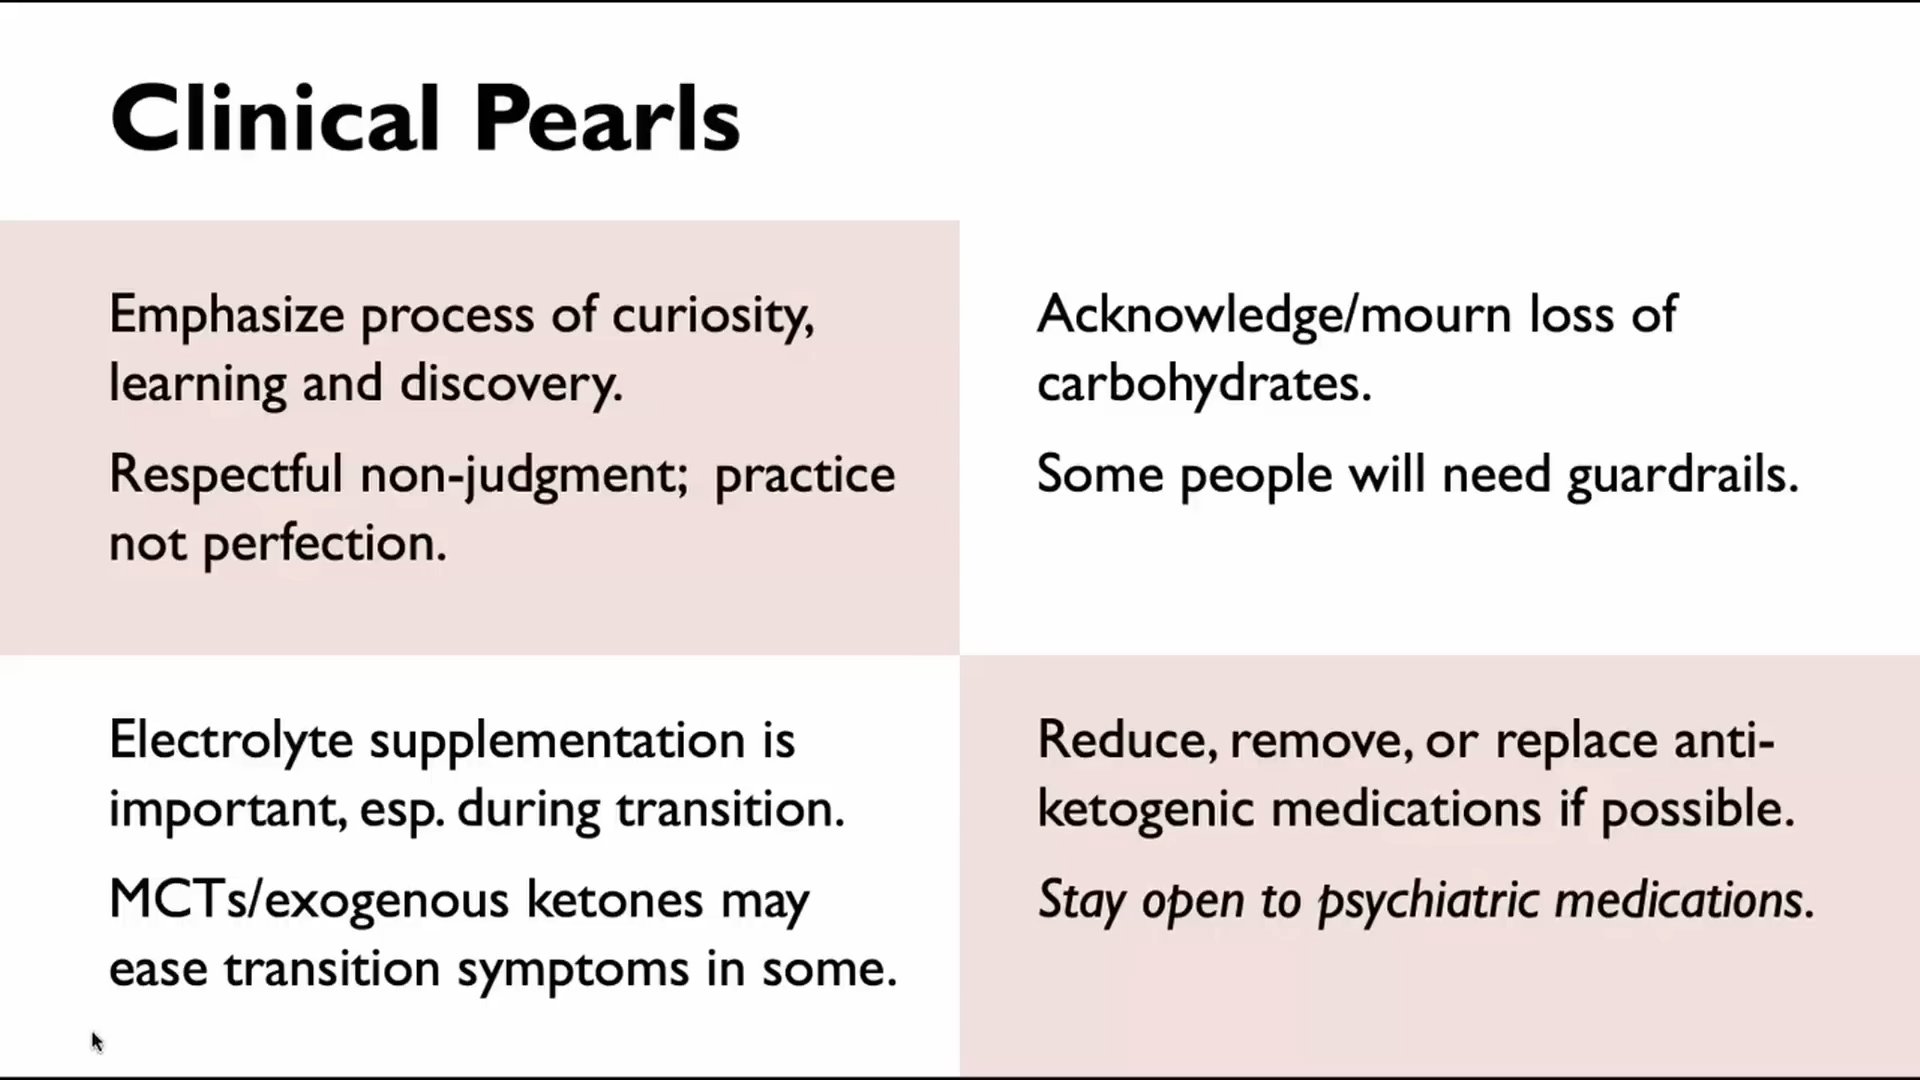 Clinical Pearls
Emphasize process of curiosity,
learning and discovery.
Respectful non-judgment; practice
not perfection.
Acknowledge/mourn loss of
carbohydrates.
Some people will need guardrails.
Electrolyte supplementation is
important, esp. during transition.
MCTs/exogenous ketones may
ease transition symptoms in some.
Reduce, remove, or replace anti-
ketogenic medications if possible.
Stay open to psychiatric medications.